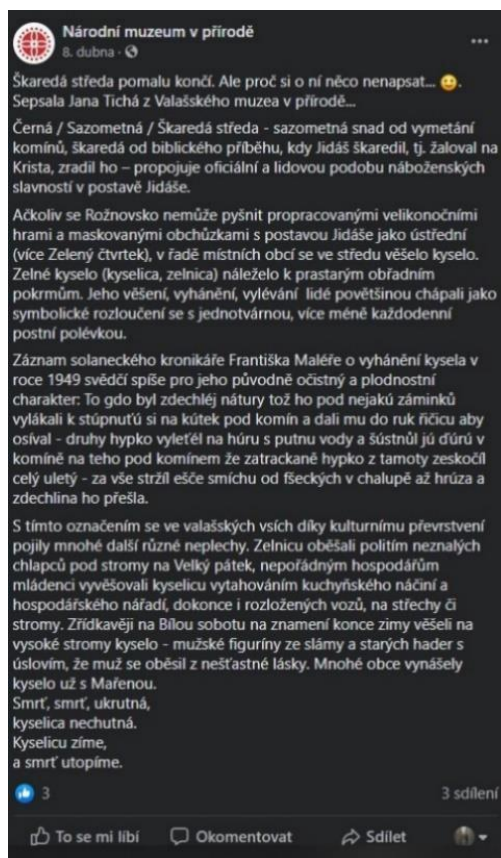 Národní muzeum v přírodě
8. dubna ·
Škaredá středa pomalu končí. Ale proč si o ní něco nenapsat... 😉.
Sepsala Jana Tichá z Valašského muzea v přírodě...
Černá / Sazometná / Škaredá středa - sazometná snad od vymetání
komínů, škaredá od biblického příběhu, kdy Jidáš škaredil, tj. žaloval na
Krista, zradil ho – propojuje oficiální a lidovou podobu náboženských
slavností v postavě Jidáše.
Ačkoliv se Rožnovsko nemůže pyšnit propracovanými velikonočními
hrami a maskovanými obchůzkami s postavou Jidáše jako ústřední
(více Zelený čtvrtek), v řadě místních obcí se ve středu věšelo kyselo.
Zelné kyselo (kyselica, zelnica) náleželo k prastarým obřadním
pokrmům. Jeho věšení, vyhánění, vylévání lidé povětšinou chápali jako
symbolické rozloučení se s jednotvárnou, více méně každodenní
postní polévkou.
Záznam solaneckého kronikáře Františka Maléře o vyhánění kysela v
roce 1949 svědčí spíše pro jeho původně očistný a plodnostní
charakter: To gdo byl zdechléj nátury tož ho pod nejakú záminků
vylákali k stúpnuťú si na kútek pod komín a dali mu do ruk řičicu aby
osíval - druhy hypko vyleťél na húru s putnu vody a šústnůl jú ďúrú v
komíně na teho pod komínem že zatrackaně hypko z tamoty zeskočíl
celý uletý - za vše stržíl ešče smíchu od fšeckých v chalupě až hrúza a
zdechlina ho přešla.
S tímto označením se ve valašských vsích díky kulturnímu převrstvení
pojily mnohé další různé neplechy. Zelnicu oběšali politím neznalých
chlapců pod stromy na Velký pátek, nepořádným hospodářům
mládenci vyvěšovali kyselicu vytahováním kuchyňského náčiní a
hospodářského nářadí, dokonce i rozložených vozů, na střechy či
stromy. Zřídkavěji na Bílou sobotu na znamení konce zimy věšeli na
vysoké stromy kyselo - mužské figuríny ze slámy a starých hader s
úslovím, že muž se oběsil z nešťastné lásky. Mnohé obce vynášely
kyselo už s Mařenou.
Smrť, smrť, ukrutná,
kyselica nechutná.
Kyselicu zíme,
a smrť utopíme.
3
3 sdílení
To se mi líbí
Okomentovat
Sdílet